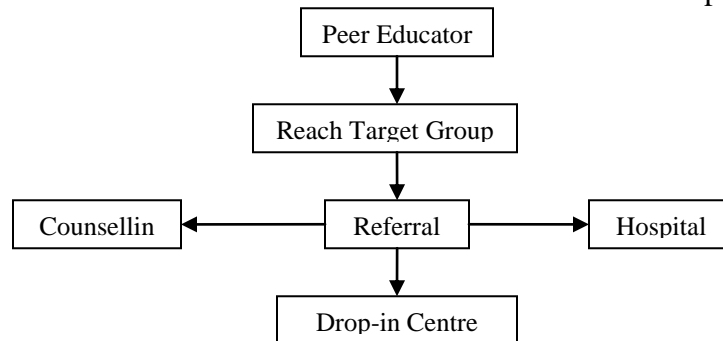 Peer Educator
Reach Target Group
Counsellin
Referral
Hospital
Drop-in Centre